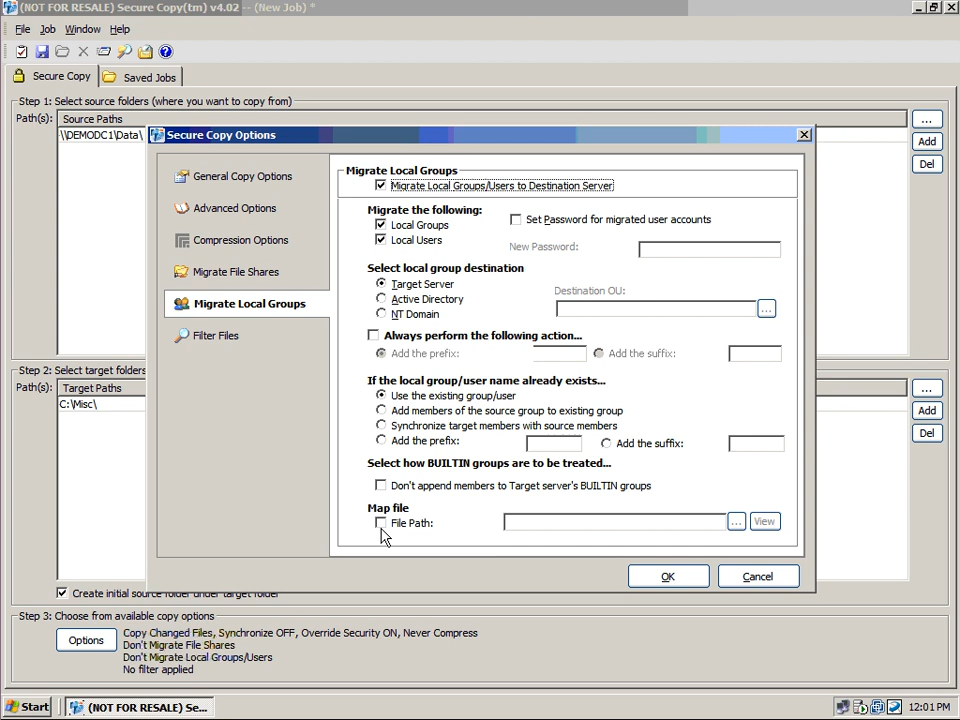 (NOT FOR RESALE) Secure Copy(tm) v4.02 -- (New Job) *
File Job Window Help
Secure Copy Saved Jobs
Step 1: Select source folders (where you want to copy from)
Path(s): Source Paths ...
\\DEMODC1\Data\
Add
Del
Secure Copy Options
General Copy Options
Advanced Options
Compression Options
Migrate File Shares
Migrate Local Groups
Filter Files
Migrate Local Groups
Migrate Local Groups/Users to Destination Server
Migrate the following:
Local Groups
Local Users
Set Password for migrated user accounts
New Password:
Select local group destination
Target Server
Active Directory
NT Domain
Destination OU:
...
Always perform the following action...
Add the prefix: Add the suffix:
If the local group/user name already exists...
Use the existing group/user
Add members of the source group to existing group
Synchronize target members with source members
Add the prefix: Add the suffix:
Select how BUILTIN groups are to be treated...
Don't append members to Target server's BUILTIN groups
Map file
File Path: ... View
OK Cancel
Step 2: Select target folders
Path(s): Target Paths ...
C:\Misc\
Add
Del
Create initial source folder under target folder
Step 3: Choose from available copy options
Options
Copy Changed Files, Synchronize OFF, Override Security ON, Never Compress
Don't Migrate File Shares
Don't Migrate Local Groups/Users
No filter applied
Start (NOT FOR RESALE) Se... 12:01 PM